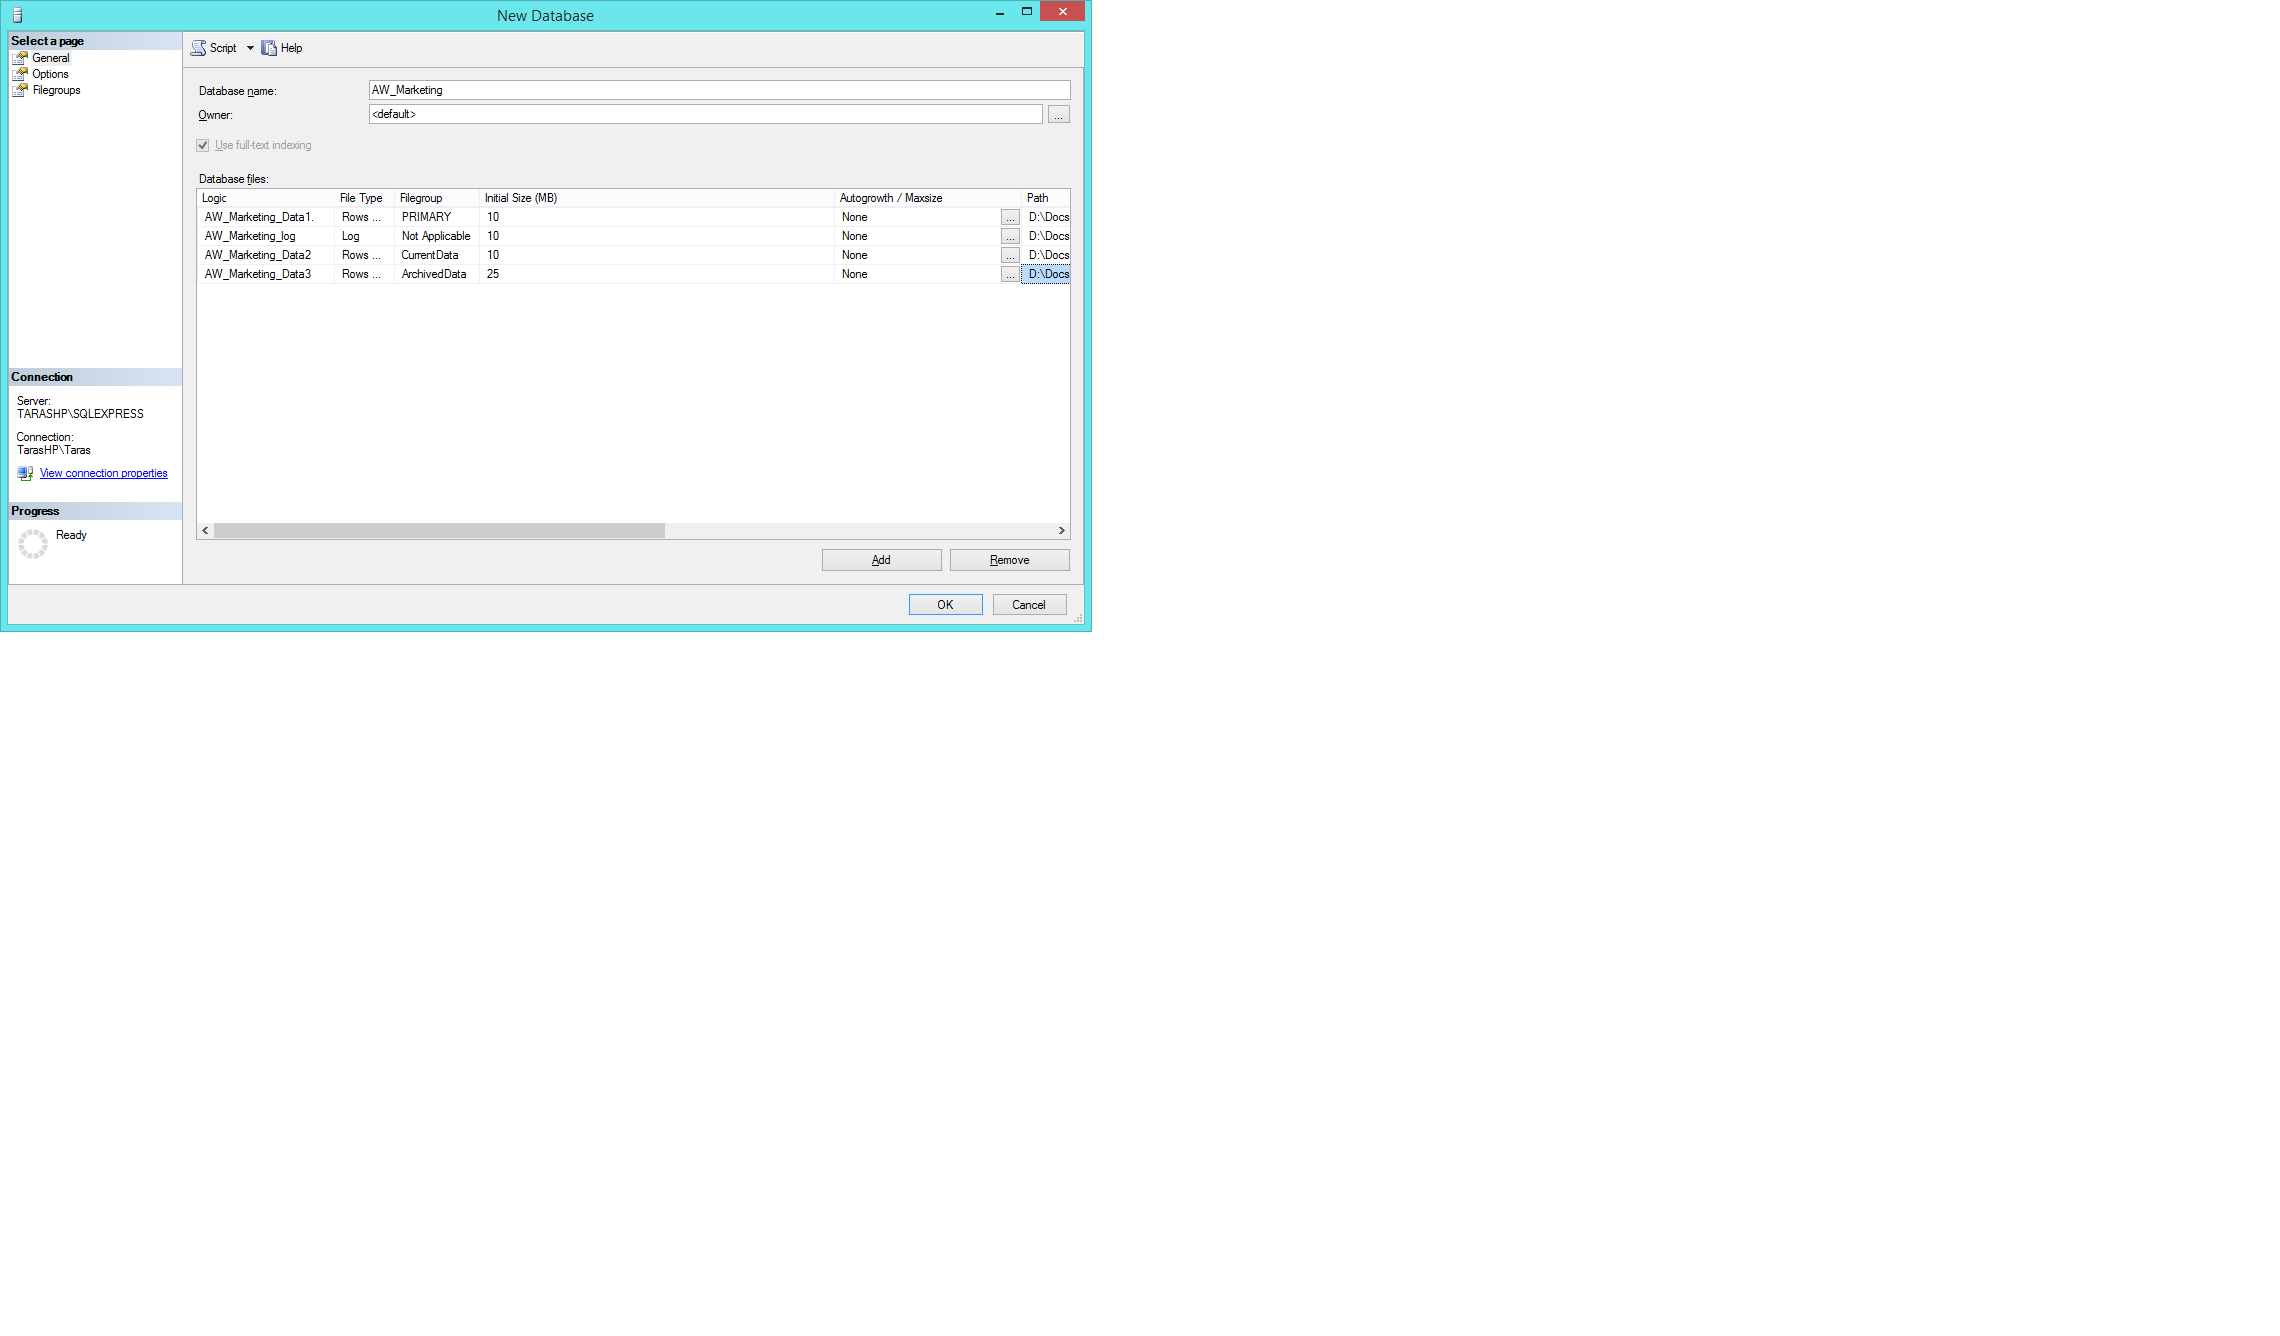 New Database
Select a page
General
Options
Filegroups
Script Help
Database name: AW_Marketing
Owner: <default> ...
Use full-text indexing
Database files:
Logic File Type Filegroup Initial Size (MB) Autogrowth / Maxsize Path
AW_Marketing_Data1. Rows ... PRIMARY 10 None ... D:\Docs
AW_Marketing_log Log Not Applicable 10 None ... D:\Docs
AW_Marketing_Data2 Rows ... CurrentData 10 None ... D:\Docs
AW_Marketing_Data3 Rows ... ArchivedData 25 None ... D:\Docs
Connection
Server:
TARASHP\SQLEXPRESS
Connection:
TarasHP\Taras
View connection properties
Progress
Ready
Add Remove
OK Cancel